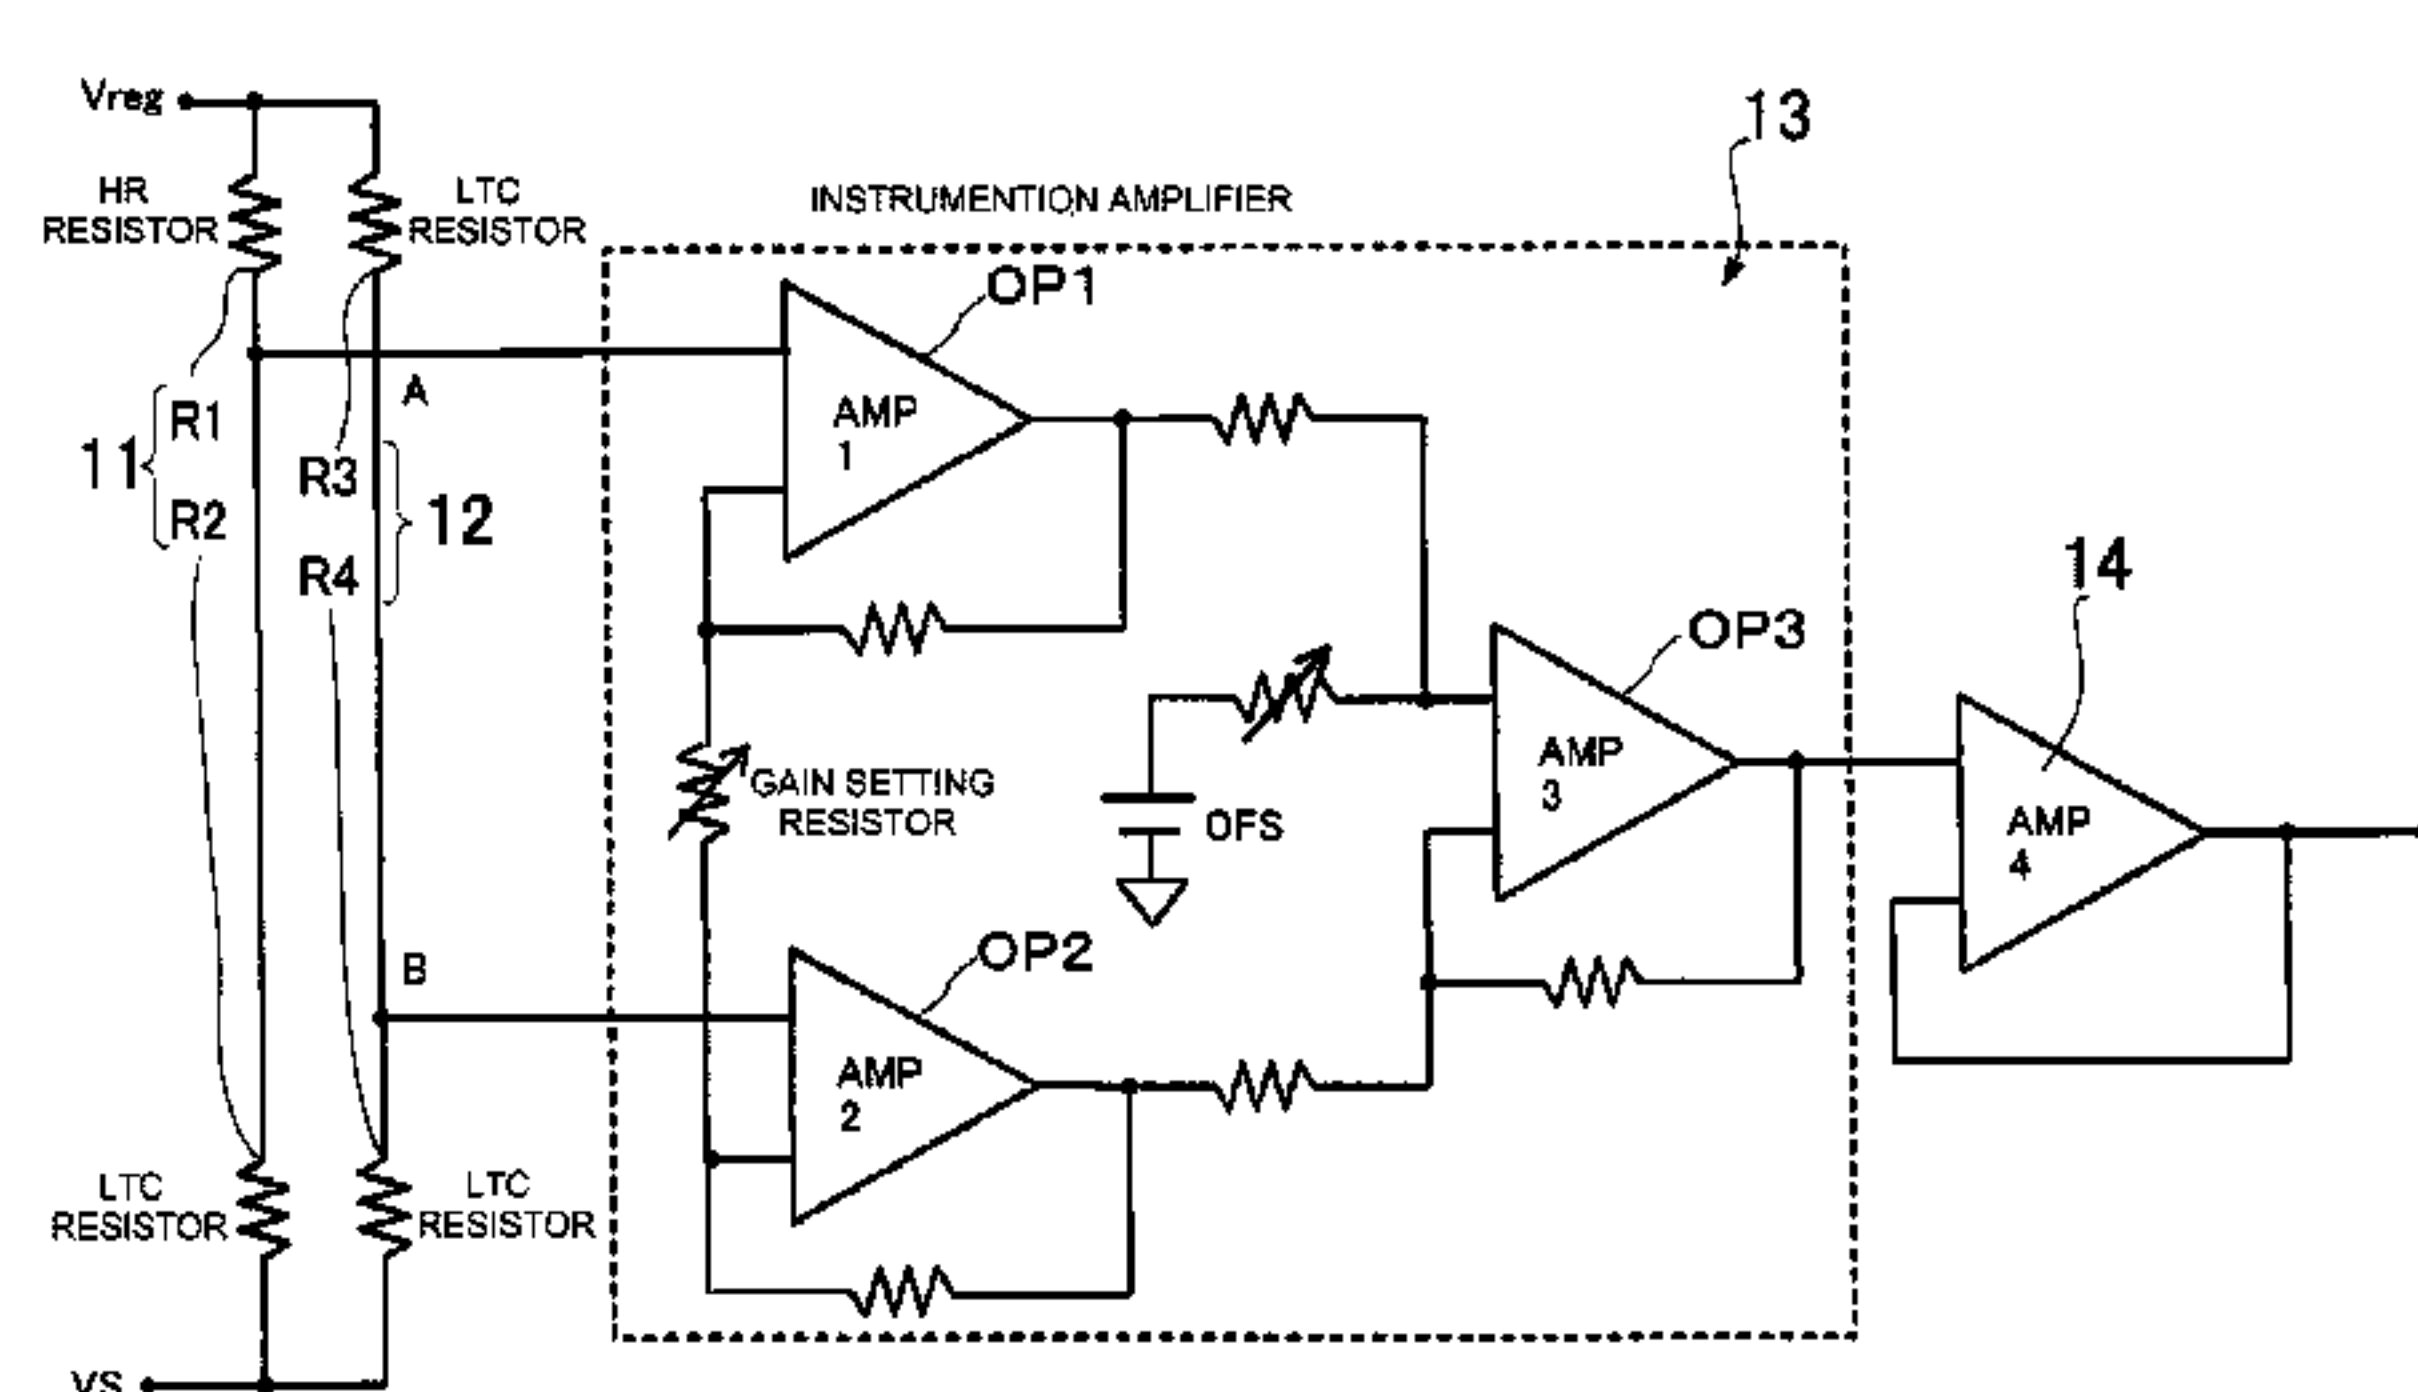 Vreg
13
HR
RESISTOR
LTC
RESISTOR
INSTRUMENTION AMPLIFIER
OP1
A
AMP
1
11
R1
R2
R3
R4
12
14
OP3
GAIN SETTING
RESISTOR
OFS
AMP
3
AMP
4
B
OP2
AMP
2
LTC
RESISTOR
LTC
RESISTOR
VS